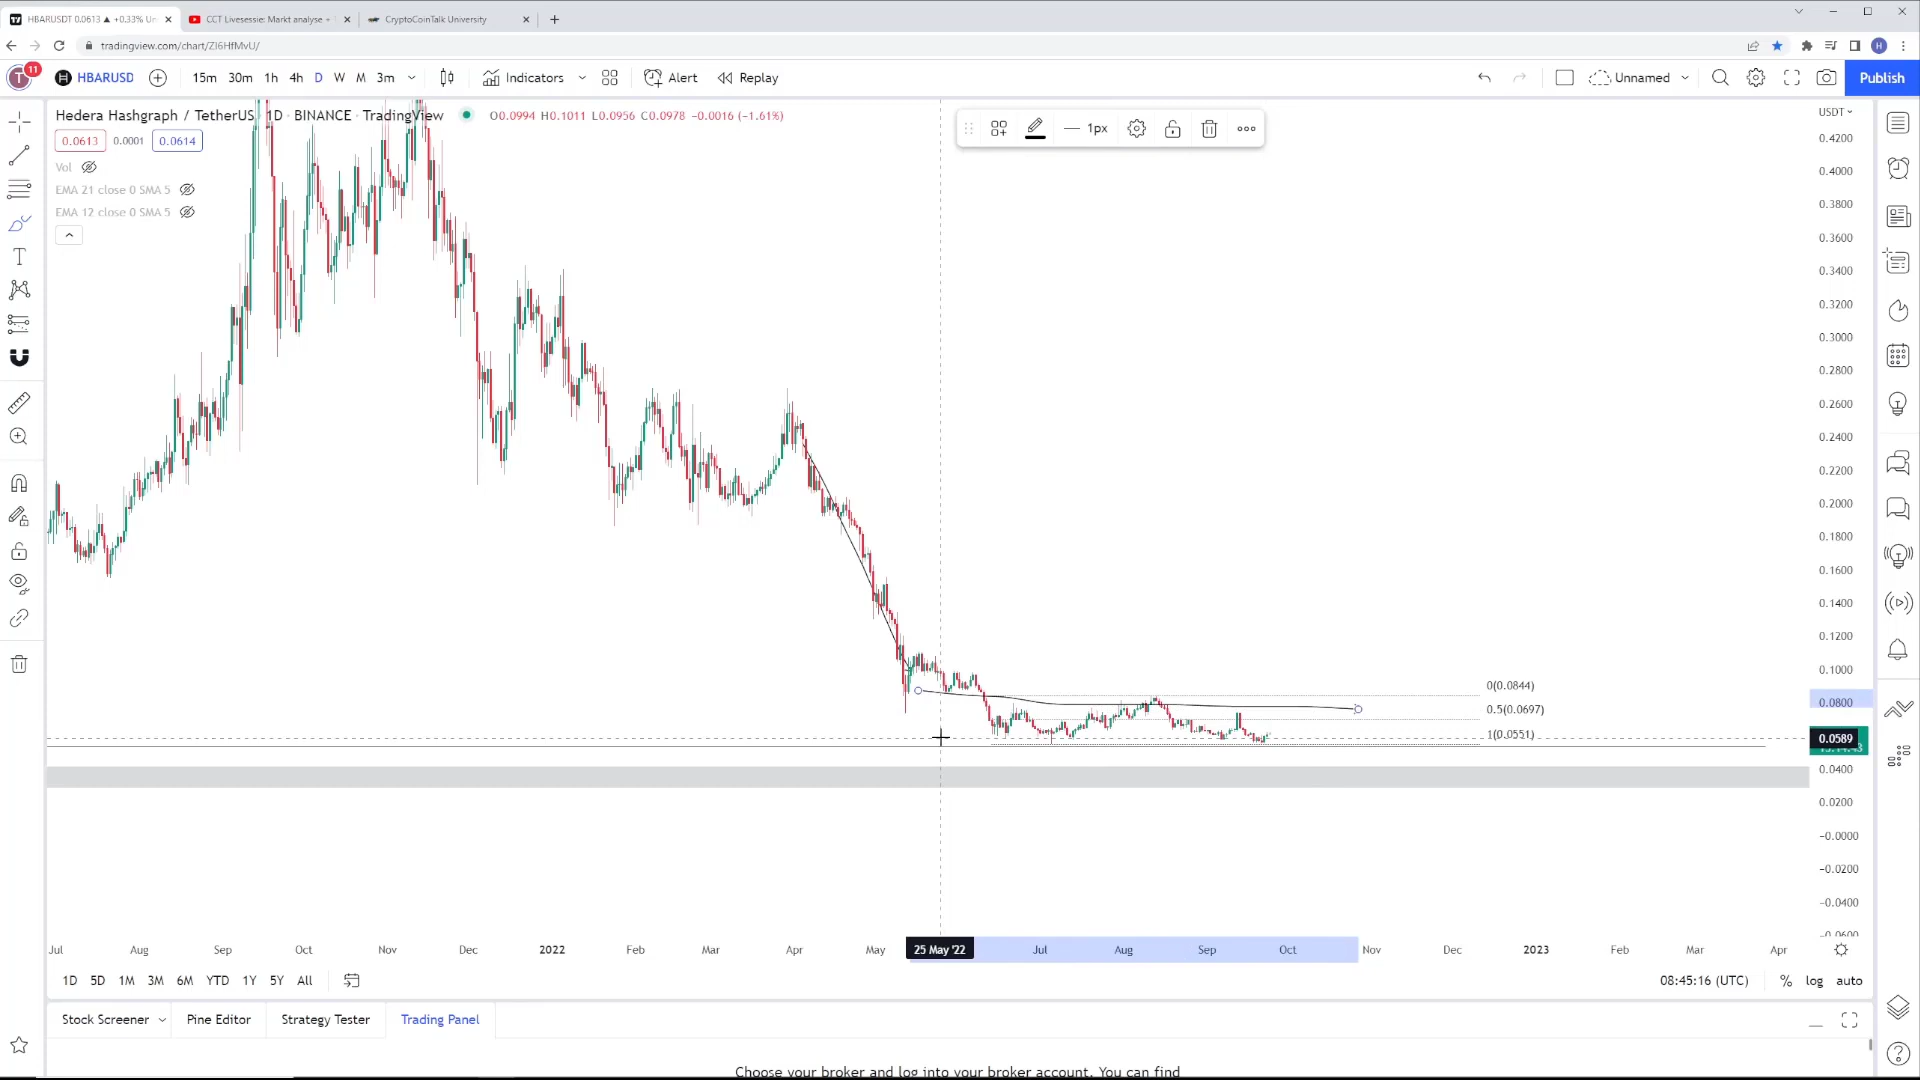 HBARUSDT 0.0613 ▲ +0.33% Un
CCT Livesessie: Markt analyse -
CryptoCoinTalk University
tradingview.com/chart/ZI6HfMvU/
11
T
HBARUSD
15m 30m 1h 4h D W M 3m
Indicators
Alert
Replay
Unnamed
Publish
Hedera Hashgraph / TetherUS 1D · BINANCE · TradingView
O0.0994 H0.1011 L0.0956 C0.0978 −0.0016 (−1.61%)
0.0613 0.0001 0.0614
Vol
EMA 21 close 0 SMA 5
EMA 12 close 0 SMA 5
1px
USDT
0.4200
0.4000
0.3800
0.3600
0.3400
0.3200
0.3000
0.2800
0.2600
0.2400
0.2200
0.2000
0.1800
0.1600
0.1400
0.1200
0.1000
0.0800
0.0589
0.0400
0.0200
−0.0000
−0.0200
−0.0400
−0.0600
0(0.0844)
0.5(0.0697)
1(0.0551)
Jul Aug Sep Oct Nov Dec 2022 Feb Mar Apr May 25 May '22 Jul Aug Sep Oct Nov Dec 2023 Feb Mar Apr
1D 5D 1M 3M 6M YTD 1Y 5Y All
08:45:16 (UTC) % log auto
Stock Screener
Pine Editor
Strategy Tester
Trading Panel
Choose your broker and log into your broker account. You can find